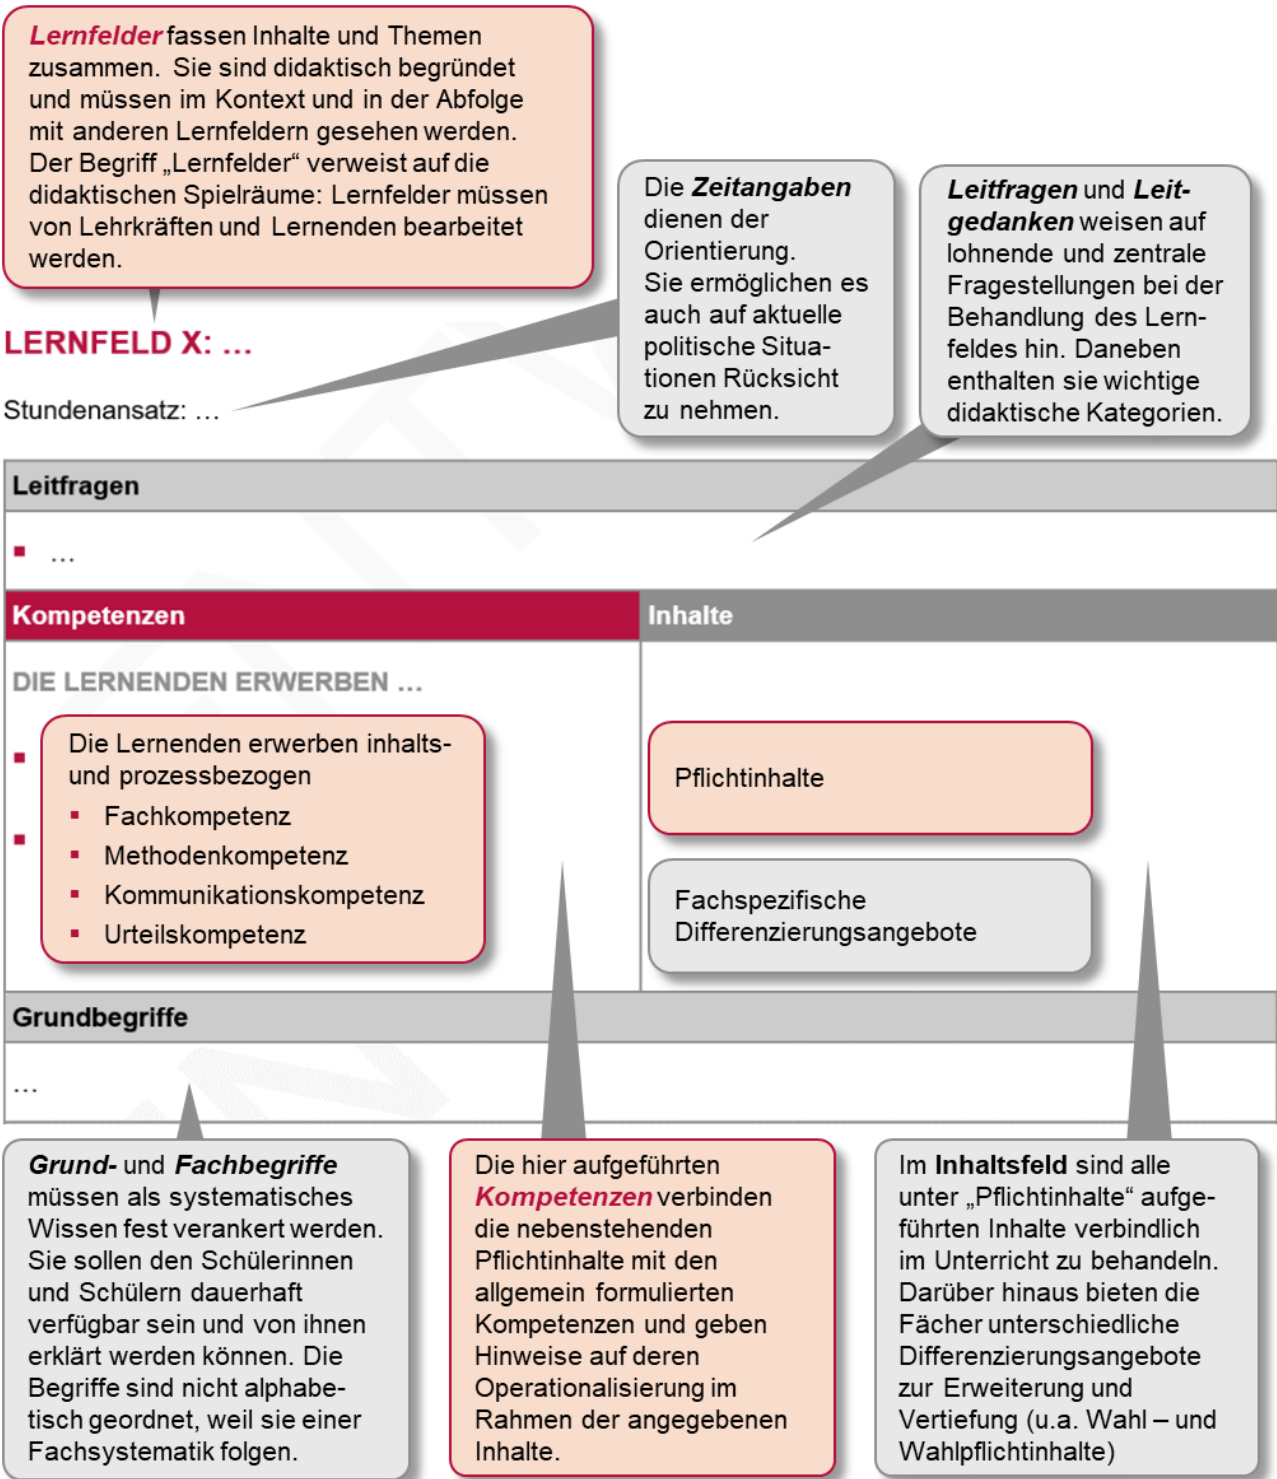 Lernfelder fassen Inhalte und Themen
zusammen. Sie sind didaktisch begründet
und müssen im Kontext und in der Abfolge
mit anderen Lernfeldern gesehen werden.
Der Begriff „Lernfelder“ verweist auf die
didaktischen Spielräume: Lernfelder müssen
von Lehrkräften und Lernenden bearbeitet
werden.
Die Zeitangaben
dienen der
Orientierung.
Sie ermöglichen es
auch auf aktuelle
politische Situa-
tionen Rücksicht
zu nehmen.
Leitfragen und Leit-
gedanken weisen auf
lohnende und zentrale
Fragestellungen bei der
Behandlung des Lern-
feldes hin. Daneben
enthalten sie wichtige
didaktische Kategorien.
LERNFELD X: …
Stundenansatz: …
Leitfragen
▪ …
Kompetenzen
Inhalte
DIE LERNENDEN ERWERBEN …
Die Lernenden erwerben inhalts-
und prozessbezogen
▪ Fachkompetenz
▪ Methodenkompetenz
▪ Kommunikationskompetenz
▪ Urteilskompetenz
Pflichtinhalte
Fachspezifische
Differenzierungsangebote
Grundbegriffe
…
Grund- und Fachbegriffe
müssen als systematisches
Wissen fest verankert werden.
Sie sollen den Schülerinnen
und Schülern dauerhaft
verfügbar sein und von ihnen
erklärt werden können. Die
Begriffe sind nicht alphabe-
tisch geordnet, weil sie einer
Fachsystematik folgen.
Die hier aufgeführten
Kompetenzen verbinden
die nebenstehenden
Pflichtinhalte mit den
allgemein formulierten
Kompetenzen und geben
Hinweise auf deren
Operationalisierung im
Rahmen der angegebenen
Inhalte.
Im Inhaltsfeld sind alle
unter „Pflichtinhalte“ aufge-
führten Inhalte verbindlich
im Unterricht zu behandeln.
Darüber hinaus bieten die
Fächer unterschiedliche
Differenzierungsangebote
zur Erweiterung und
Vertiefung (u.a. Wahl – und
Wahlpflichtinhalte)